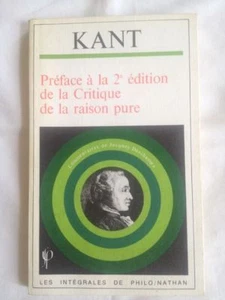 KANT
Préface à la 2e édition
de la Critique
de la raison pure
LES INTÉGRALES DE PHILO/NATHAN